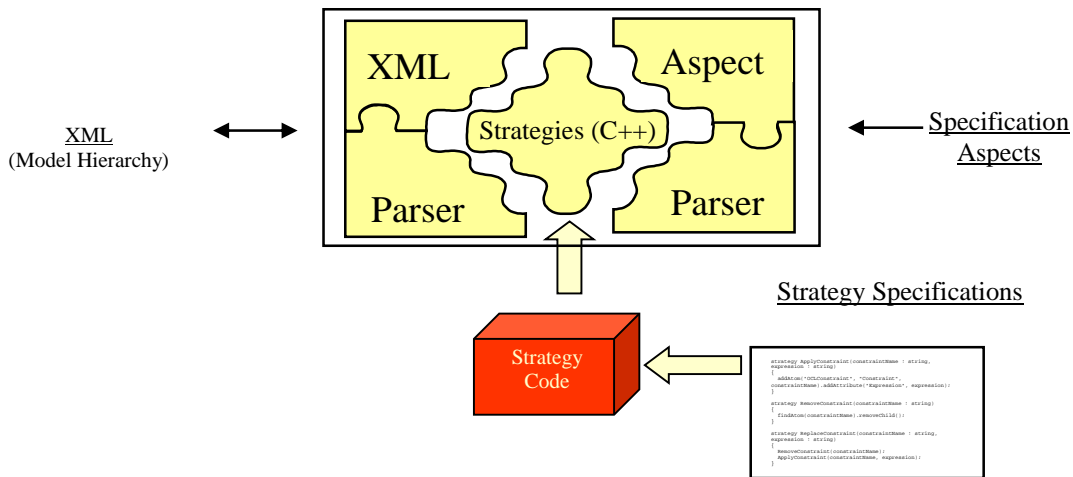 XML
Aspect
Strategies (C++)
Parser
Parser
XML
(Model Hierarchy)
Specification
Aspects
Strategy Specifications
Strategy
Code
strategy ApplyConstraint(constraintName : string,
expression : string)
{
addAtom("OCLConstraint", "Constraint",
constraintName).addAttribute("Expression", expression);
}
strategy RemoveConstraint(constraintName : string)
{
findAtom(constraintName).removeChild();
}
strategy ReplaceConstraint(constraintName : string,
expression : string)
{
RemoveConstraint(constraintName);
ApplyConstraint(constraintName, expression);
}